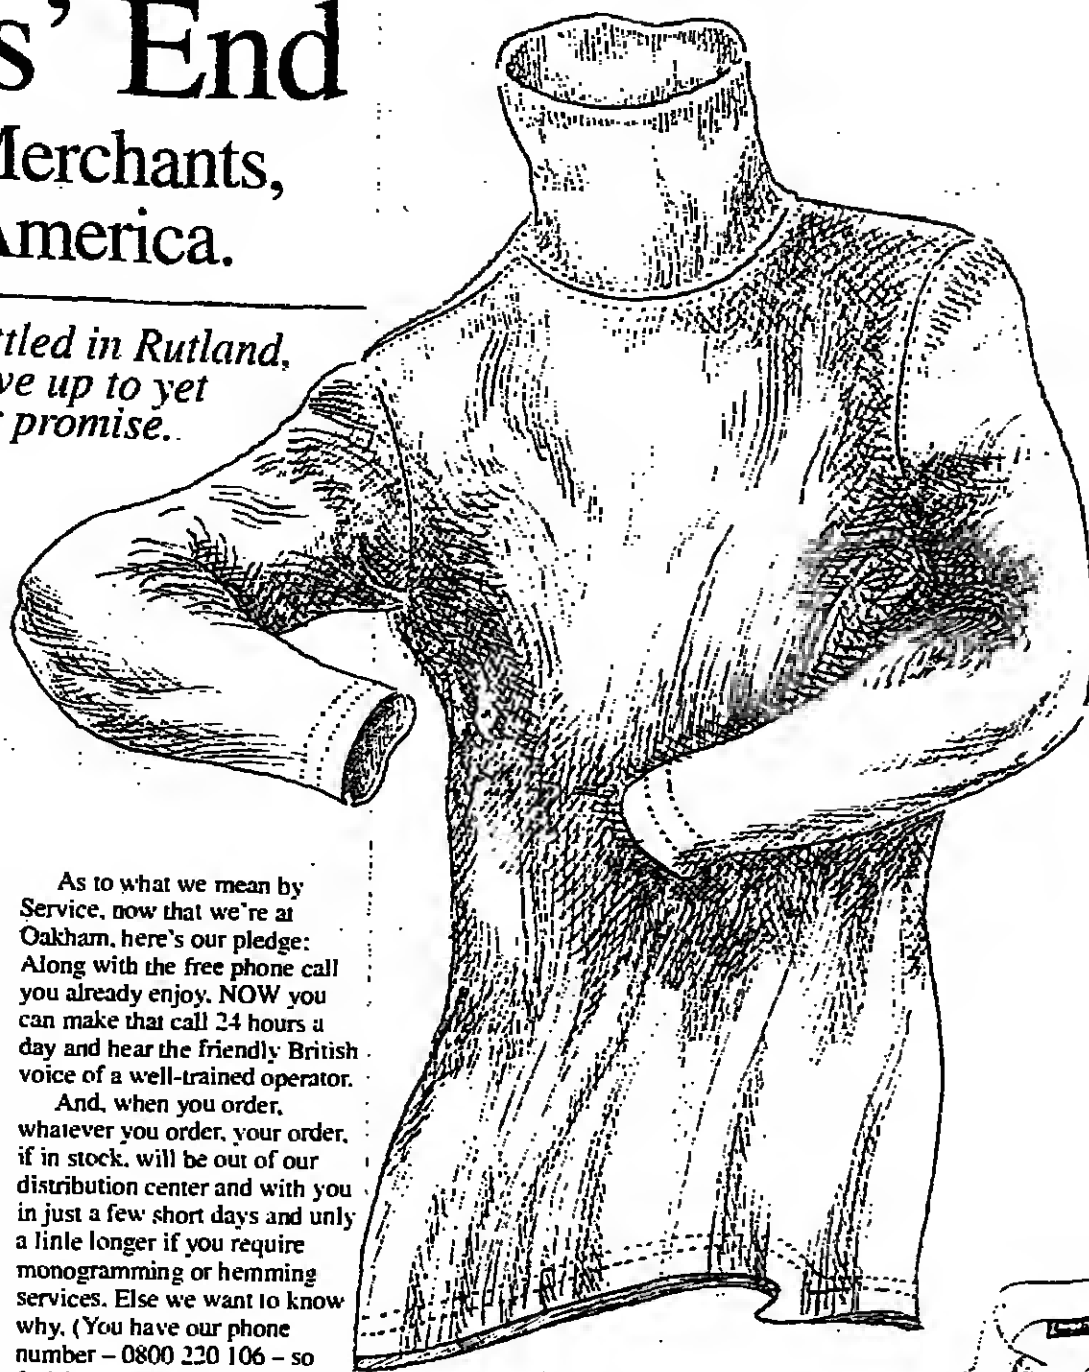 s’ End
Merchants,
America.
ttled in Rutland,
ve up to yet
r promise.
As to what we mean by
Service, now that we're at
Oakham, here's our pledge:
Along with the free phone call
you already enjoy, NOW you
can make that call 24 hours a
day and hear the friendly British
voice of a well-trained operator.
And, when you order,
whatever you order, your order,
if in stock, will be out of our
distribution center and with you
in just a few short days and only
a little longer if you require
monogramming or hemming
services. Else we want to know
why. (You have our phone
number – 0800 220 106 – so